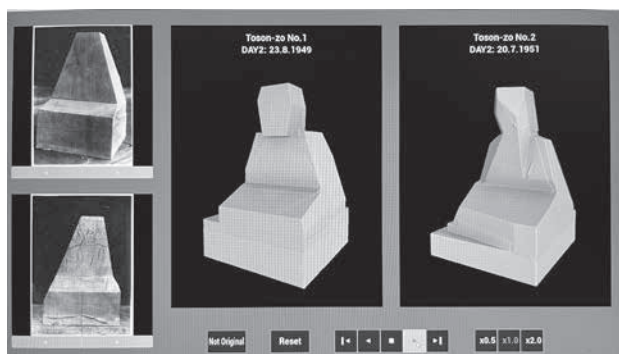 Toson-zo No.1
DAY2: 23.8.1949
Toson-zo No.2
DAY2: 20.7.1951
Not Original
Reset
x0.5
x1.0
x2.0